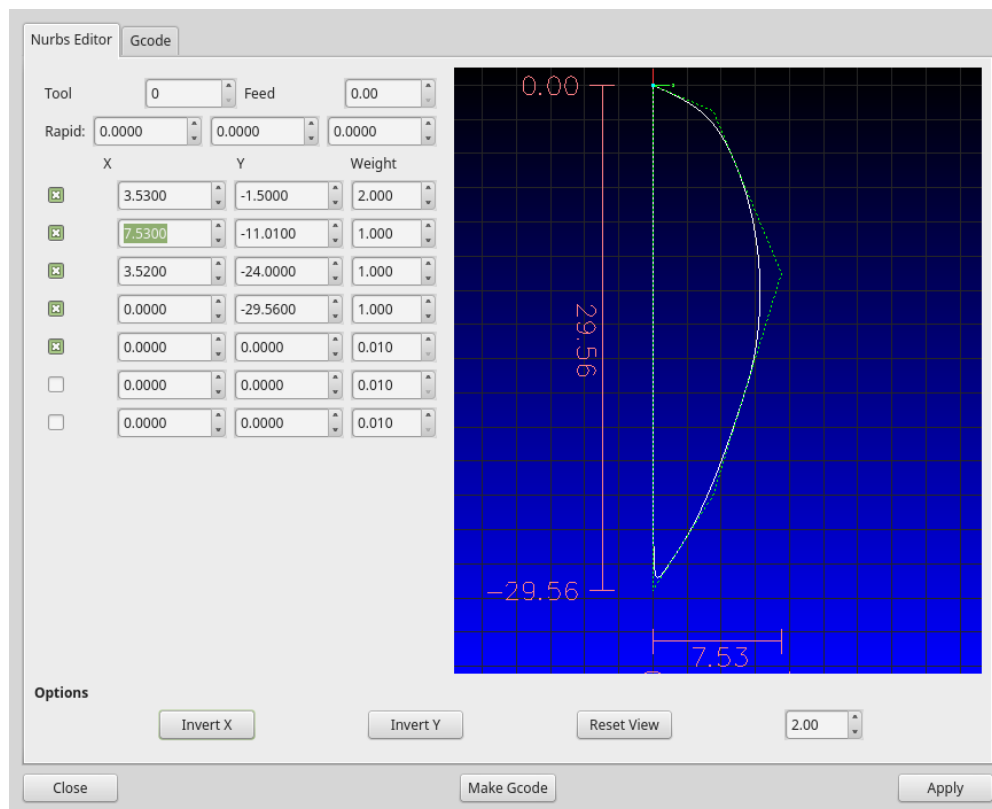 Nurbs Editor Gcode
Tool 0 Feed 0.00
Rapid: 0.0000 0.0000 0.0000
X Y Weight
3.5300 -1.5000 2.000
7.5300 -11.0100 1.000
3.5200 -24.0000 1.000
0.0000 -29.5600 1.000
0.0000 0.0000 0.010
0.0000 0.0000 0.010
0.0000 0.0000 0.010
0.00
29.56
-29.56
7.53
Options
Invert X Invert Y Reset View 2.00
Close Make Gcode Apply